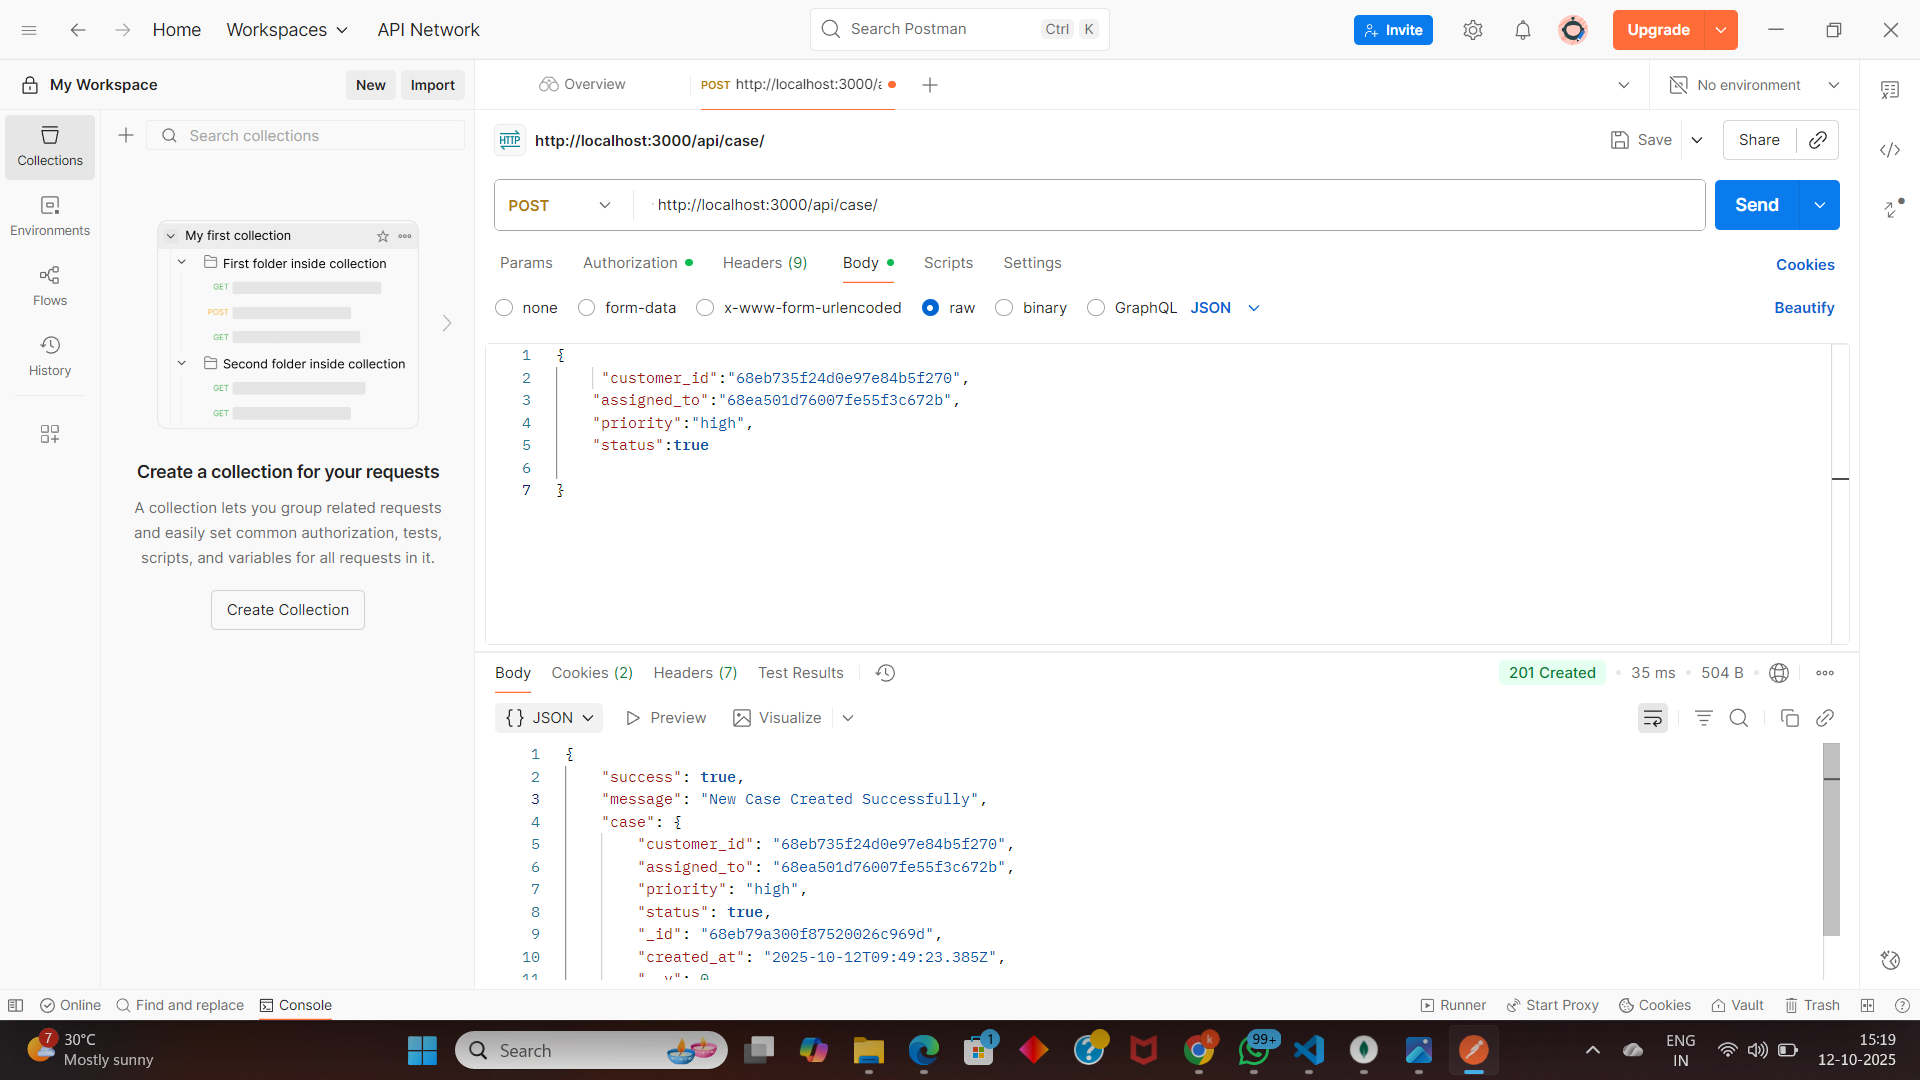 Home
Workspaces
API Network
Search Postman
Ctrl K
Invite
Upgrade
My Workspace
New
Import
Overview
POST http://localhost:3000/a
No environment
Collections
Environments
Flows
History
Search collections
My first collection
First folder inside collection
GET
POST
GET
Second folder inside collection
GET
GET
Create a collection for your requests
A collection lets you group related requests
and easily set common authorization, tests,
scripts, and variables for all requests in it.
Create Collection
HTTP http://localhost:3000/api/case/
Save
Share
POST http://localhost:3000/api/case/
Send
Params Authorization Headers (9) Body Scripts Settings
Cookies
none form-data x-www-form-urlencoded raw binary GraphQL JSON
Beautify
1 {
2 "customer_id":"68eb735f24d0e97e84b5f270",
3 "assigned_to":"68ea501d76007fe55f3c672b",
4 "priority":"high",
5 "status":true
6
7 }
Body Cookies (2) Headers (7) Test Results
201 Created 35 ms 504 B
{} JSON Preview Visualize
1 {
2 "success": true,
3 "message": "New Case Created Successfully",
4 "case": {
5 "customer_id": "68eb735f24d0e97e84b5f270",
6 "assigned_to": "68ea501d76007fe55f3c672b",
7 "priority": "high",
8 "status": true,
9 "_id": "68eb79a300f87520026c969d",
10 "created_at": "2025-10-12T09:49:23.385Z",
11 "__v": 0
Online Find and replace Console
Runner Start Proxy Cookies Vault Trash
7
30°C
Mostly sunny
Search
1
k
99+
ENG
IN
15:19
12-10-2025